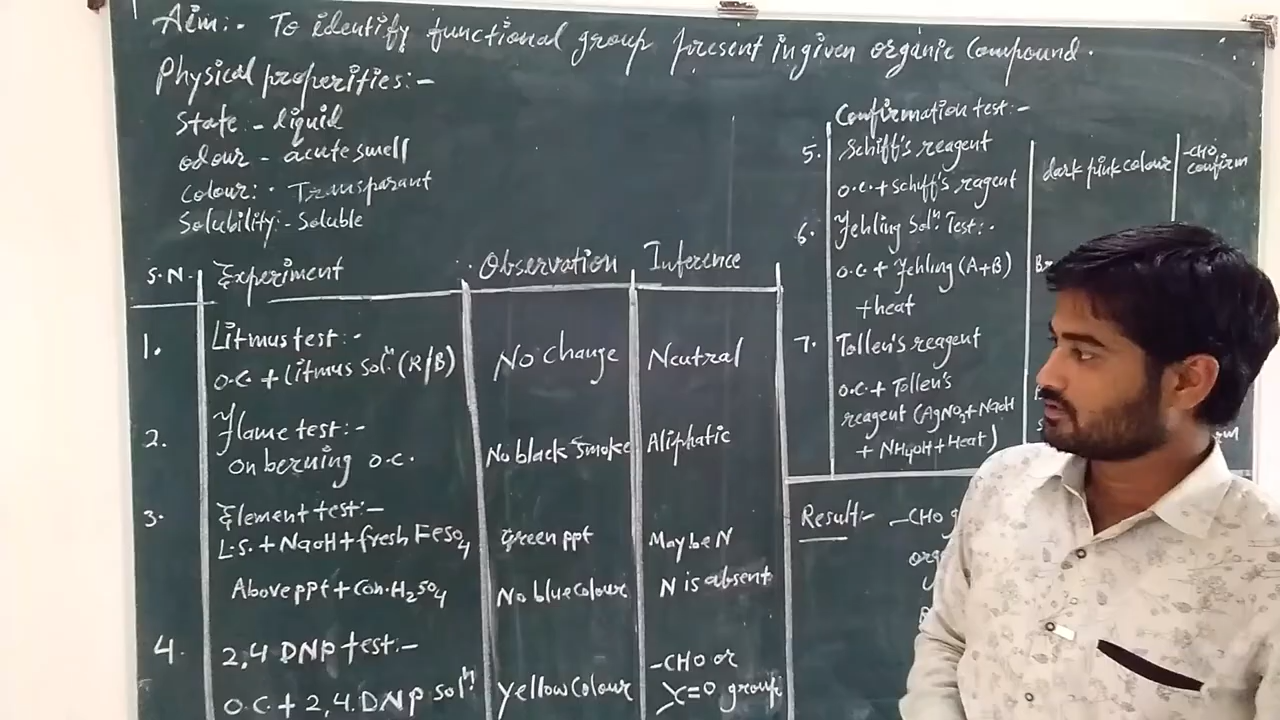 Aim:- To identify functional group present in given organic Compound.
Physical properities:-
State:- liquid
odour - acute smell
Colour:- Transparant
Solubility:- Soluble
S.N. Experiment Observation Inference
1. Litmus test:-
O.C. + Litmus Solⁿ. (R/B) No Change Neutral
2. Flame test:-
on berning O.C. No black Smoke Aliphatic
3. Element test:-
L.S. + NaOH + fresh FeSO4 green ppt May be N
Above ppt + Con. H2SO4 No blue colour N is absent
4. 2,4 DNP test:-
O.C + 2,4. DNP Solⁿ. yellow Colour -CHO or
>C=O group
Confirmation test:-
5. Schiff's reagent
O.C. + Schiff's ragent dark pink colour -CHO
confirm
6. Fehling Solⁿ. Test:-
O.C + Fehling (A+B)
+ heat
7. Tollen's reagent
O.C + Tollen's
reagent (AgNO3 + NaOH
+ NH4OH + Heat)
Result:- -CHO